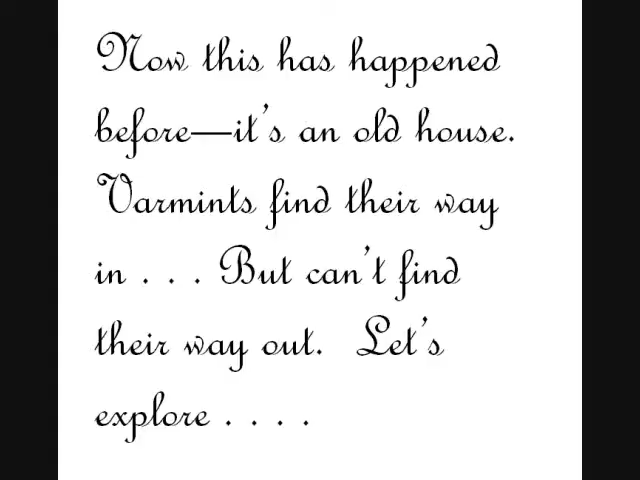 Now this has happened
before—it's an old house.
Varmints find their way
in . . . But can't find
their way out. Let's
explore . . . .